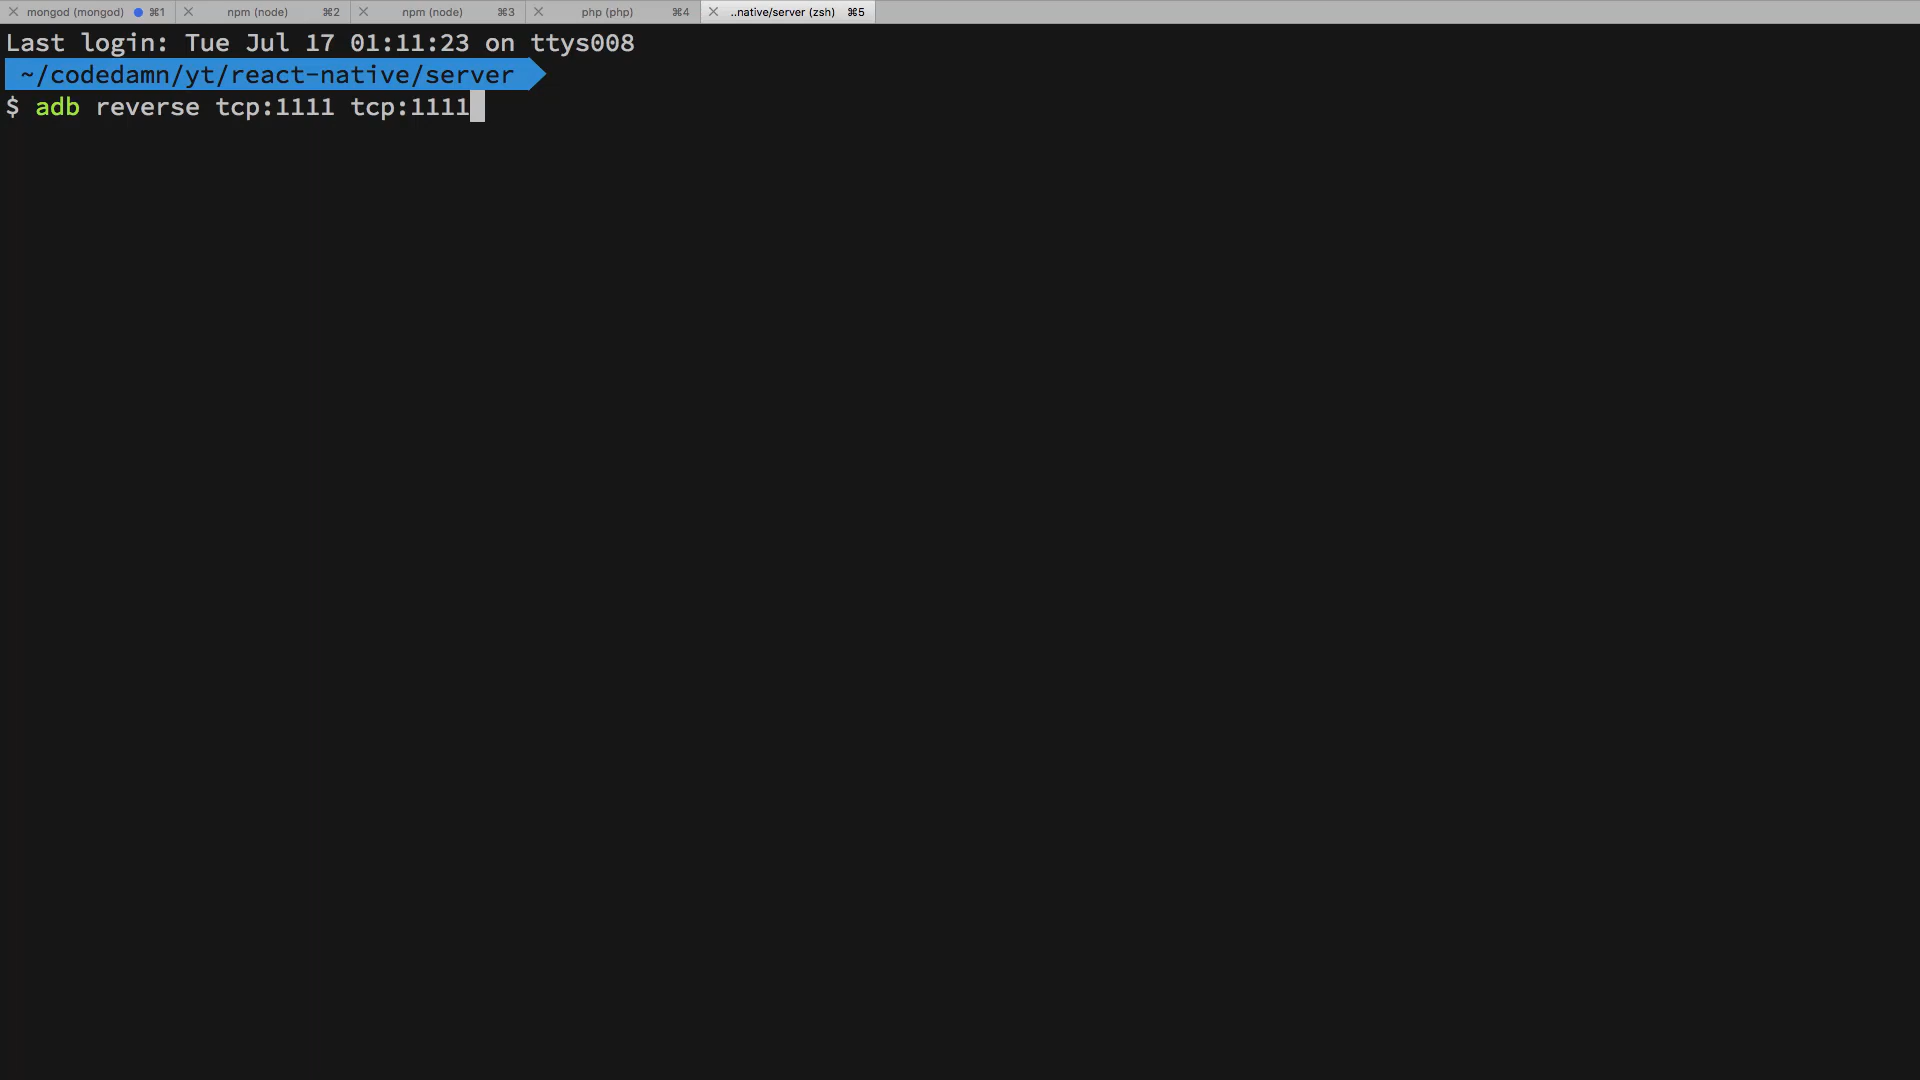 mongod (mongod) ⌘1 npm (node) ⌘2 npm (node) ⌘3 php (php) ⌘4 ..native/server (zsh) ⌘5
Last login: Tue Jul 17 01:11:23 on ttys008
~/codedamn/yt/react-native/server
$ adb reverse tcp:1111 tcp:1111